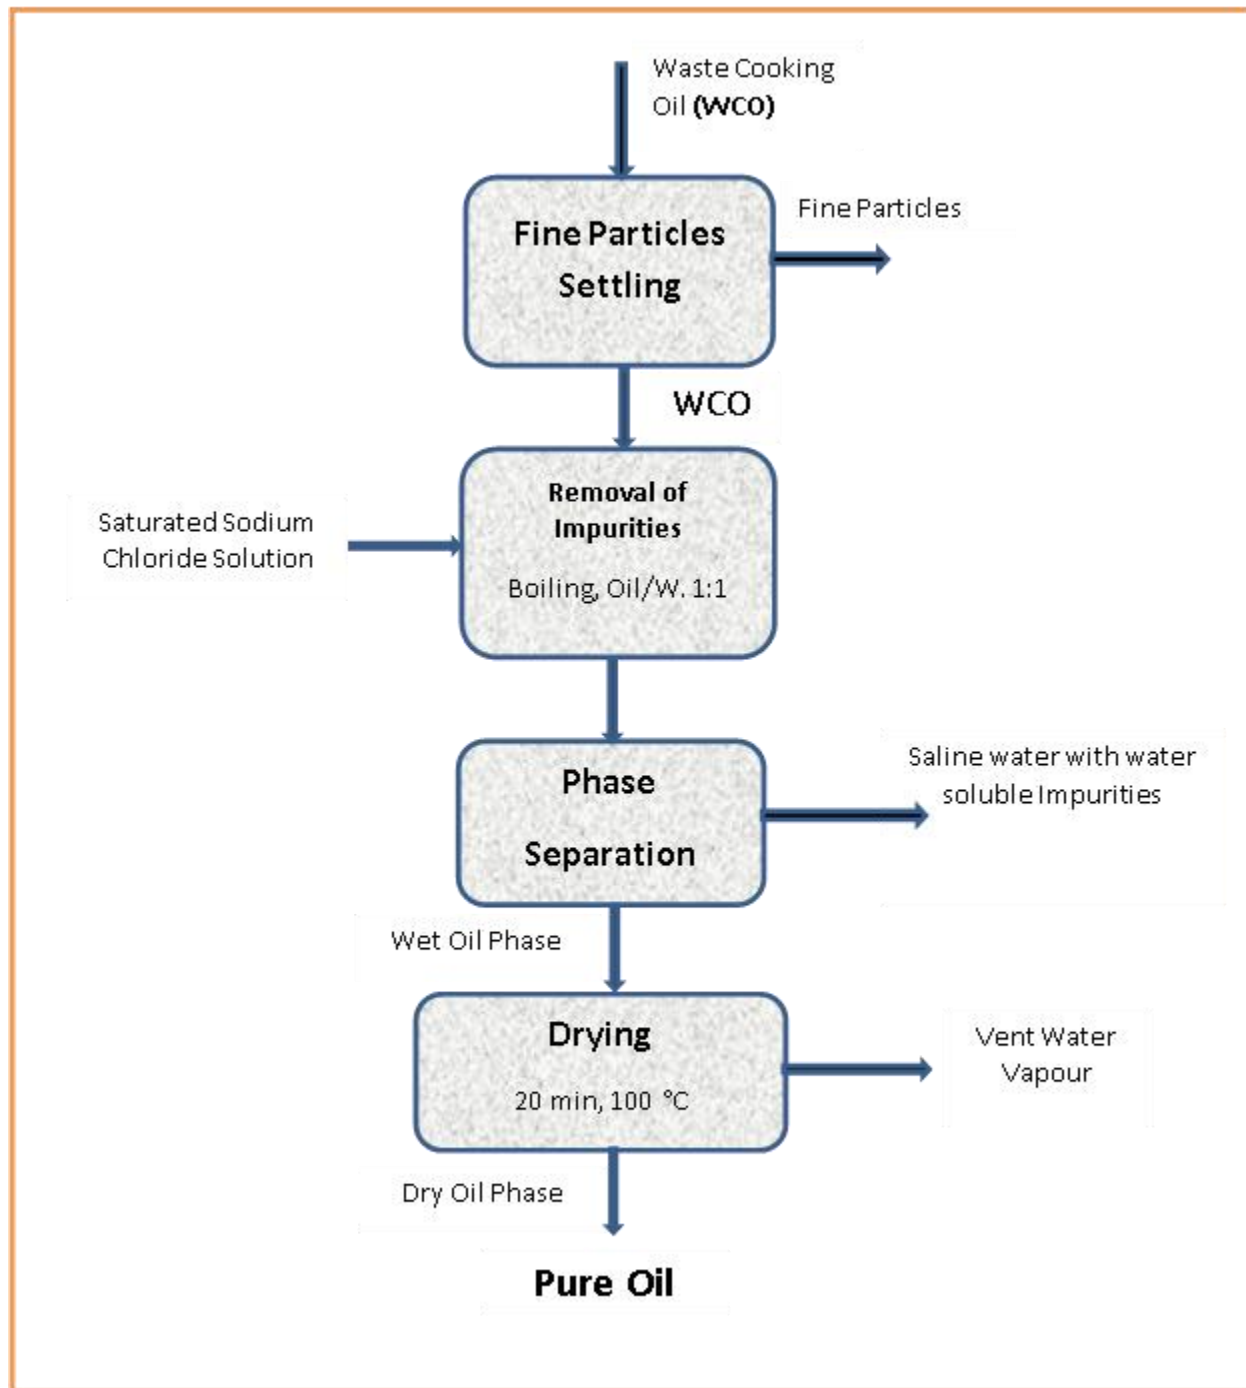 Waste Cooking
Oil (WCO)
Fine Particles
Settling
Fine Particles
WCO
Removal of
Impurities
Boiling, Oil/W. 1:1
Saturated Sodium
Chloride Solution
Phase
Separation
Saline water with water
soluble Impurities
Wet Oil Phase
Drying
20 min, 100 °C
Vent Water
Vapour
Dry Oil Phase
Pure Oil